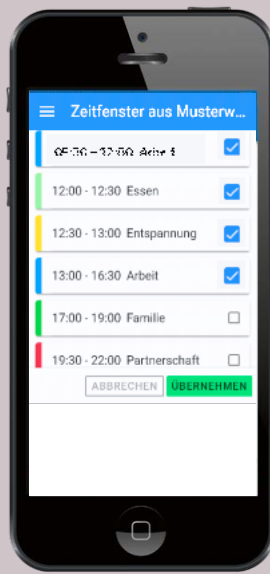 Zeitfenster aus Musterw...
12:00 - 12:30 Essen
12:30 - 13:00 Entspannung
13:00 - 16:30 Arbeit
17:00 - 19:00 Familie
19:30 - 22:00 Partnerschaft
ABBRECHEN ÜBERNEHMEN